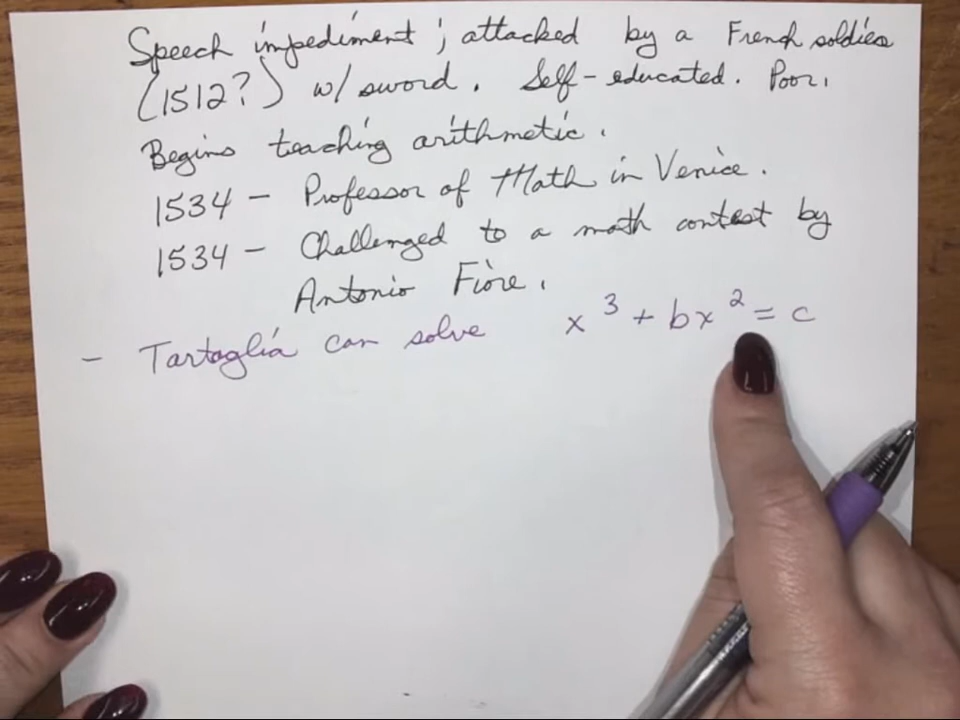 Speech impediment; attacked by a French soldier
(1512?) w/ sword. Self-educated. Poor.
Begins teaching arithmetic.
1534 - Professor of Math in Venice.
1534 - Challenged to a math contest by
Antonio Fiore.
- Tartaglia can solve x³ + bx² = c